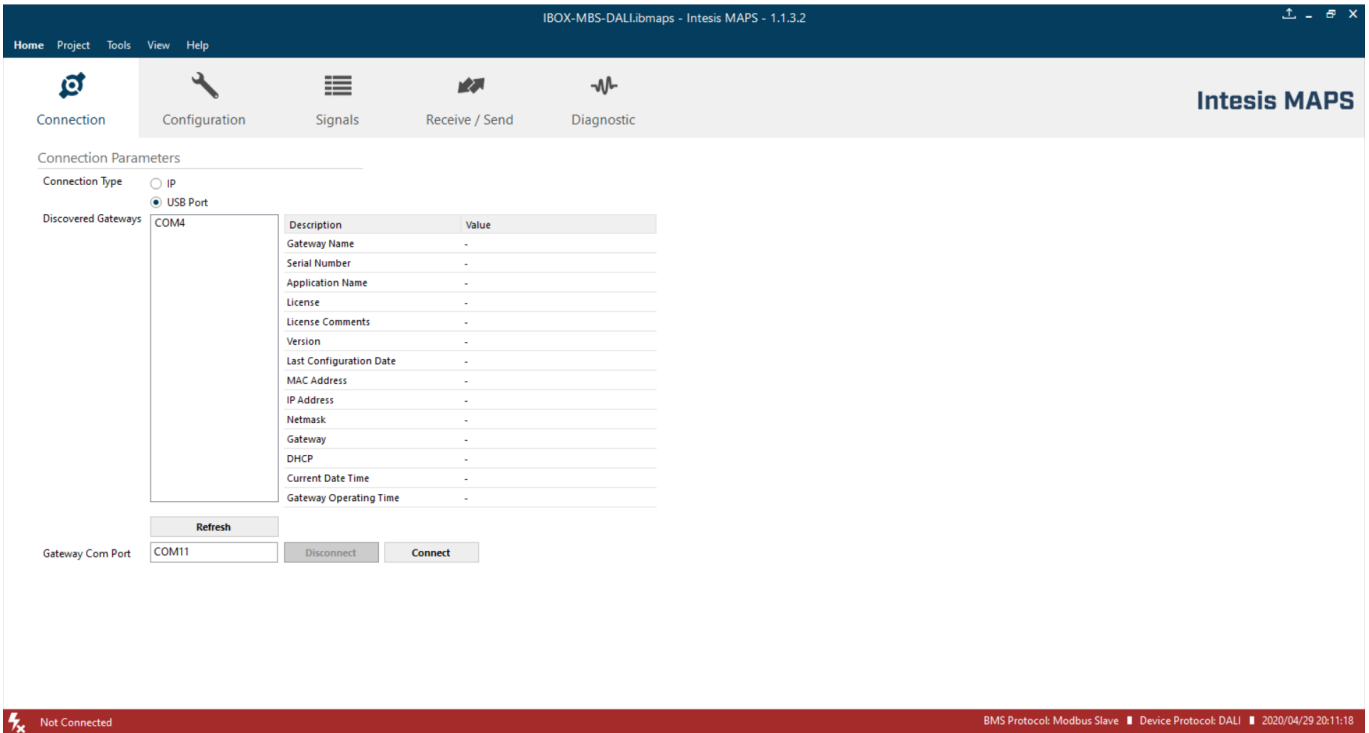 IBOX-MBS-DALI.ibmaps - Intesis MAPS - 1.1.3.2
Home Project Tools View Help
Connection Configuration Signals Receive / Send Diagnostic
Intesis MAPS
Connection Parameters
Connection Type IP
USB Port
Discovered Gateways COM4
Description Value
Gateway Name -
Serial Number -
Application Name -
License -
License Comments -
Version -
Last Configuration Date -
MAC Address -
IP Address -
Netmask -
Gateway -
DHCP -
Current Date Time -
Gateway Operating Time -
Refresh
Gateway Com Port COM11 Disconnect Connect
Not Connected BMS Protocol: Modbus Slave Device Protocol: DALI 2020/04/29 20:11:18